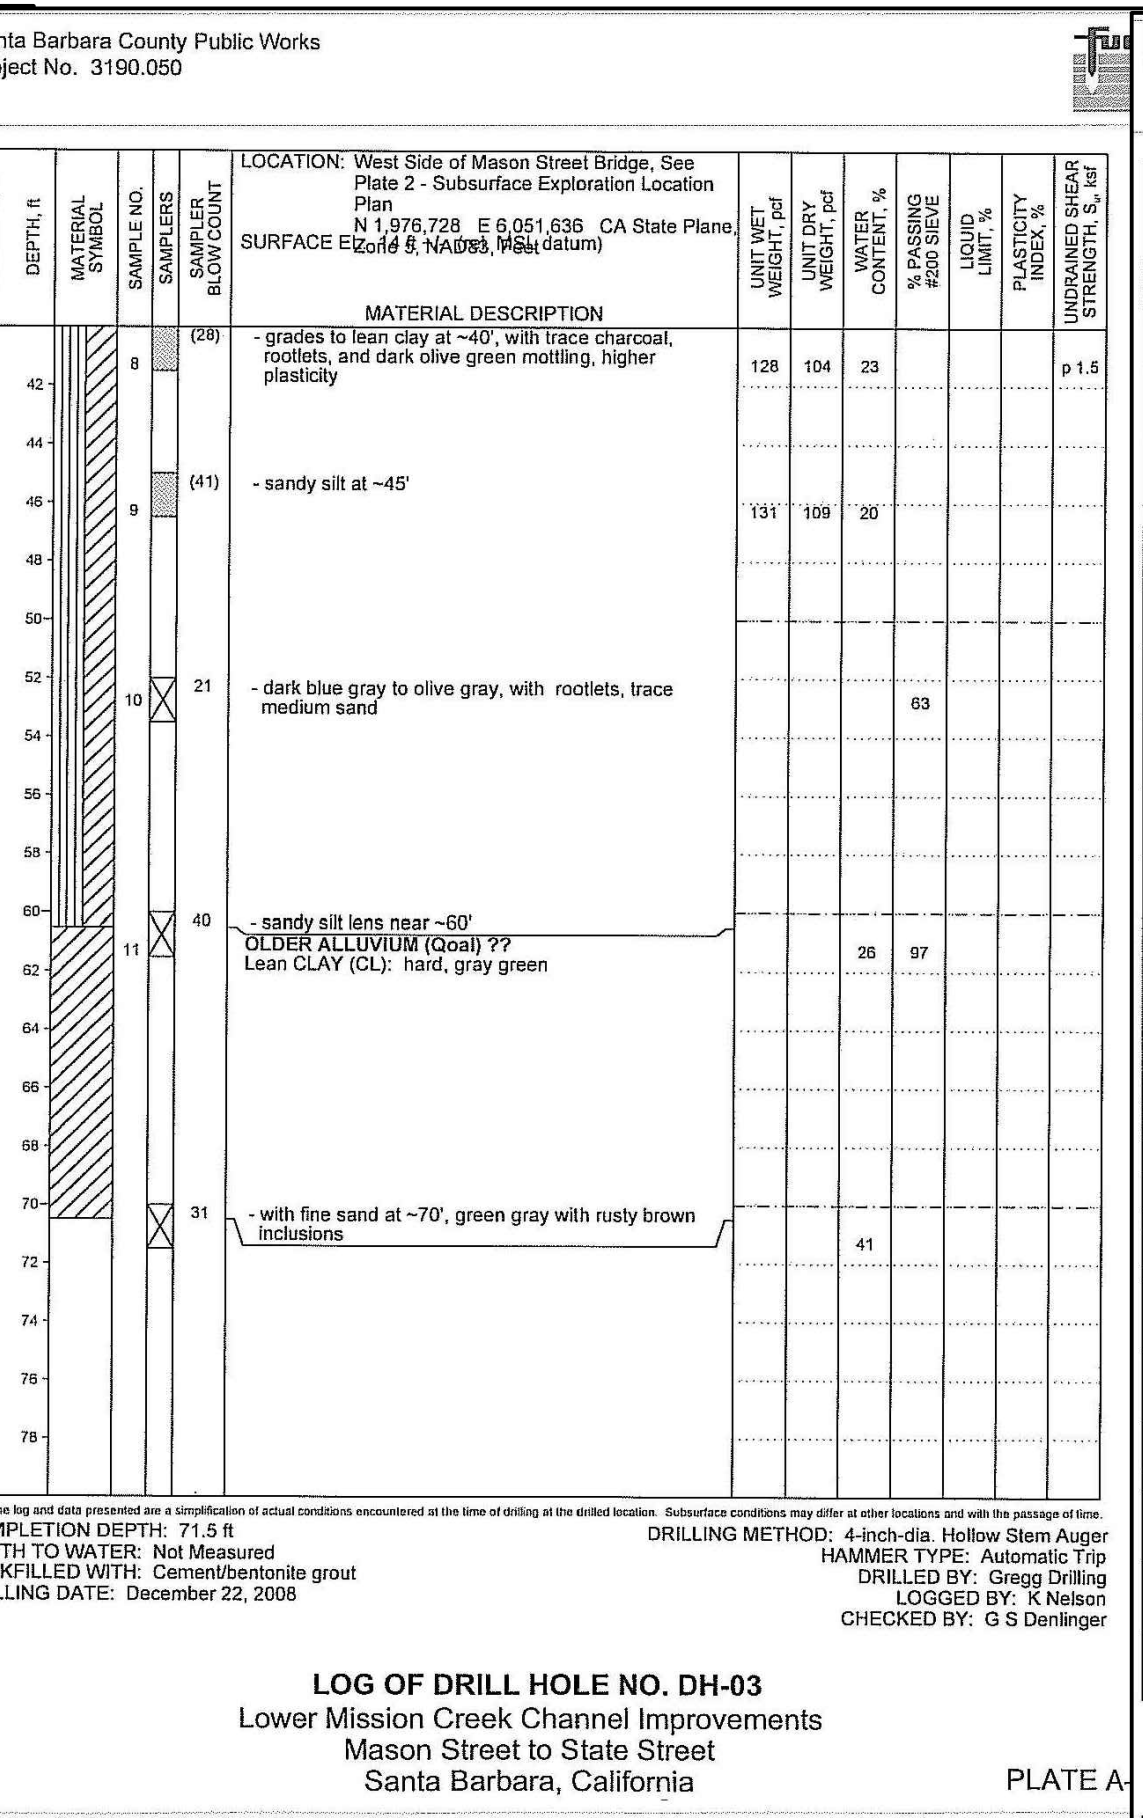 nta Barbara County Public Works
ject No. 3190.050
DEPTH, ft
MATERIAL SYMBOL
SAMPLE NO.
SAMPLERS
SAMPLER BLOW COUNT
LOCATION: West Side of Mason Street Bridge, See
Plate 2 - Subsurface Exploration Location
Plan
N 1,976,728 E 6,051,636 CA State Plane,
Zone 5, NAD83, Feet
SURFACE EL: 14 ft +/- (rel. MSL datum)
MATERIAL DESCRIPTION
UNIT WET WEIGHT, pcf
UNIT DRY WEIGHT, pcf
WATER CONTENT, %
% PASSING #200 SIEVE
LIQUID LIMIT, %
PLASTICITY INDEX, %
UNDRAINED SHEAR STRENGTH, Su, ksf
(28) - grades to lean clay at ~40', with trace charcoal,
rootlets, and dark olive green mottling, higher
plasticity
8 128 104 23 p 1.5
42
44
(41) - sandy silt at ~45'
46
9 131 109 20
48
50
52
21 - dark blue gray to olive gray, with rootlets, trace
medium sand
10 63
54
56
58
60
40 - sandy silt lens near ~60'
OLDER ALLUVIUM (Qoal) ??
Lean CLAY (CL): hard, gray green
11 26 97
62
64
66
68
70
31 - with fine sand at ~70', green gray with rusty brown
inclusions
41
72
74
76
78
e log and data presented are a simplification of actual conditions encountered at the time of drilling at the drilled location. Subsurface conditions may differ at other locations and with the passage of time.
MPLETION DEPTH: 71.5 ft
TH TO WATER: Not Measured
KFILLED WITH: Cement/bentonite grout
LLING DATE: December 22, 2008
DRILLING METHOD: 4-inch-dia. Hollow Stem Auger
HAMMER TYPE: Automatic Trip
DRILLED BY: Gregg Drilling
LOGGED BY: K Nelson
CHECKED BY: G S Denlinger
LOG OF DRILL HOLE NO. DH-03
Lower Mission Creek Channel Improvements
Mason Street to State Street
Santa Barbara, California
PLATE A-